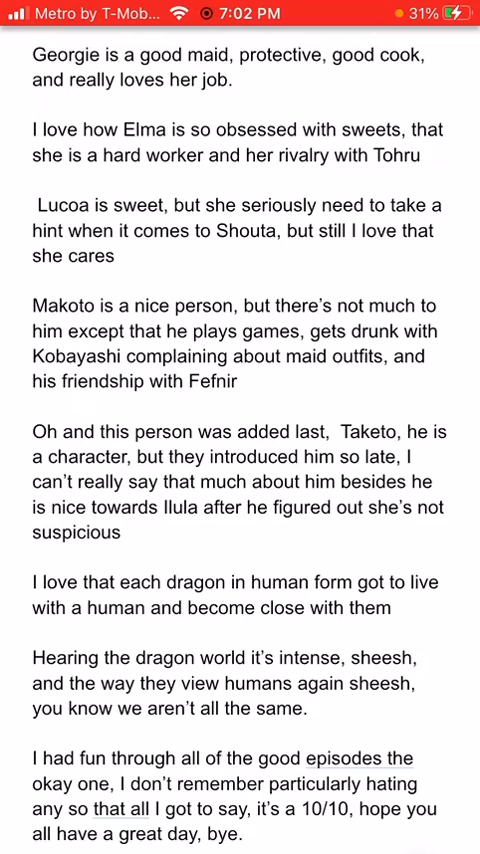 Metro by T-Mob... 7:02 PM 31%
Georgie is a good maid, protective, good cook,
and really loves her job.
I love how Elma is so obsessed with sweets, that
she is a hard worker and her rivalry with Tohru
Lucoa is sweet, but she seriously need to take a
hint when it comes to Shouta, but still I love that
she cares
Makoto is a nice person, but there's not much to
him except that he plays games, gets drunk with
Kobayashi complaining about maid outfits, and
his friendship with Fefnir
Oh and this person was added last, Taketo, he is
a character, but they introduced him so late, I
can't really say that much about him besides he
is nice towards Ilula after he figured out she's not
suspicious
I love that each dragon in human form got to live
with a human and become close with them
Hearing the dragon world it's intense, sheesh,
and the way they view humans again sheesh,
you know we aren't all the same.
I had fun through all of the good episodes the
okay one, I don't remember particularly hating
any so that all I got to say, it's a 10/10, hope you
all have a great day, bye.